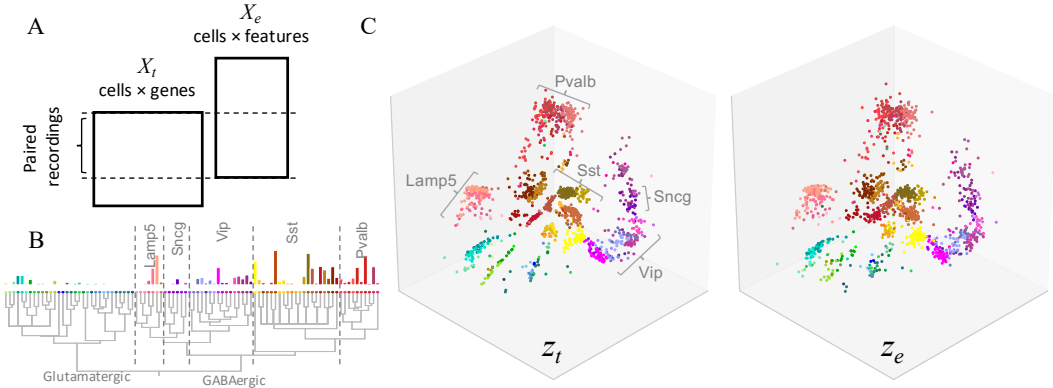 A
X_e
cells × features
X_t
cells × genes
Paired
recordings
B
Lamp5
Sncg
Vip
Sst
Pvalb
Glutamatergic
GABAergic
C
Pvalb
Lamp5
Sst
Sncg
Vip
z_t
z_e